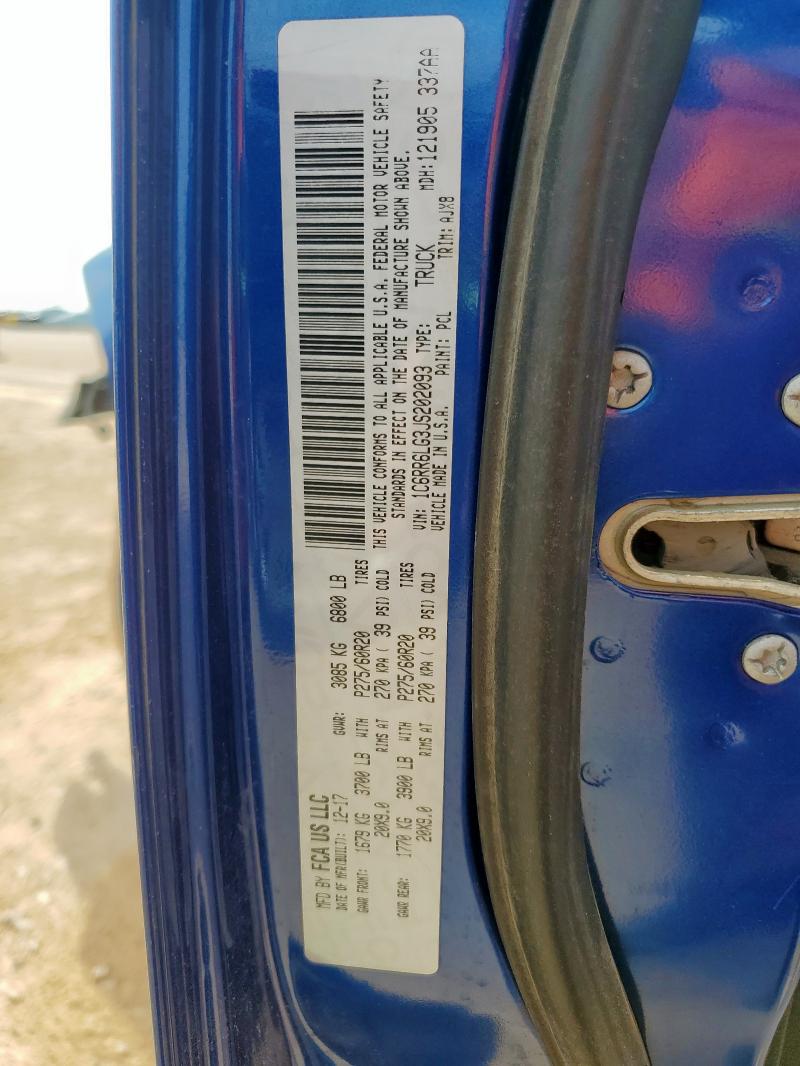 MFD BY FCA US LLC
DATE OF MFR(BUILT): 12-17 GVWR: 3085 KG 6800 LB
GAWR FRONT: 1679 KG 3700 LB WITH P275/60R20 TIRES
20X9.0 RIMS AT 270 KPA ( 39 PSI) COLD
GAWR REAR: 1770 KG 3900 LB WITH P275/60R20 TIRES
20X9.0 RIMS AT 270 KPA ( 39 PSI) COLD
THIS VEHICLE CONFORMS TO ALL APPLICABLE U.S.A. FEDERAL MOTOR VEHICLE SAFETY
STANDARDS IN EFFECT ON THE DATE OF MANUFACTURE SHOWN ABOVE.
VIN: 1C6RR6LG3JS202093 TYPE: TRUCK MDH: 121905 337AA
VEHICLE MADE IN U.S.A. PAINT: PCL TRIM: AJX8